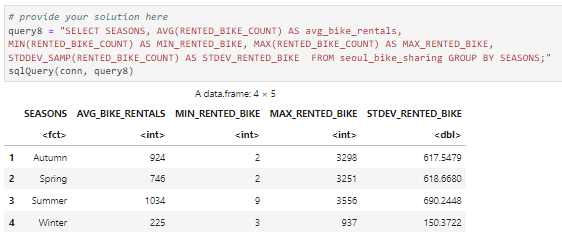 # provide your solution here
query8 = "SELECT SEASONS, AVG(RENTED_BIKE_COUNT) AS avg_bike_rentals,
MIN(RENTED_BIKE_COUNT) AS MIN_RENTED_BIKE, MAX(RENTED_BIKE_COUNT) AS MAX_RENTED_BIKE,
STDDEV_SAMP(RENTED_BIKE_COUNT) AS STDEV_RENTED_BIKE  FROM seoul_bike_sharing GROUP BY SEASONS;"
sqlQuery(conn, query8)
A data.frame: 4 × 5
SEASONS AVG_BIKE_RENTALS MIN_RENTED_BIKE MAX_RENTED_BIKE STDEV_RENTED_BIKE
<fct> <int> <int> <int> <dbl>
1 Autumn 924 2 3298 617.5479
2 Spring 746 2 3251 618.6680
3 Summer 1034 9 3556 690.2448
4 Winter 225 3 937 150.3722